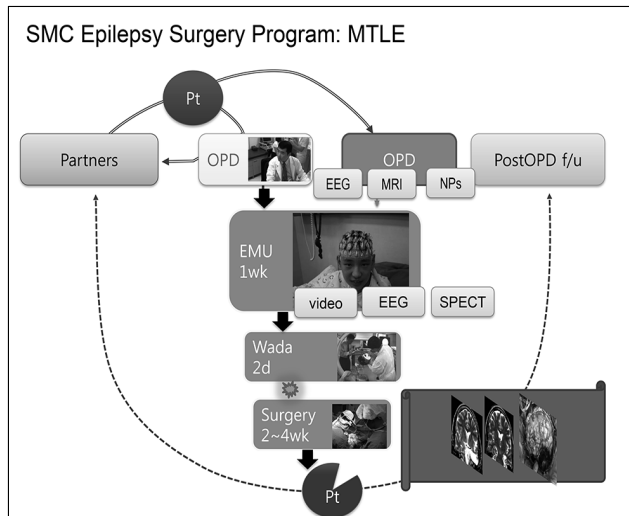 SMC Epilepsy Surgery Program: MTLE
Pt
Partners
OPD
OPD
PostOPD f/u
EEG
MRI
NPs
EMU
1wk
video
EEG
SPECT
Wada
2d
Surgery
2~4wk
Pt